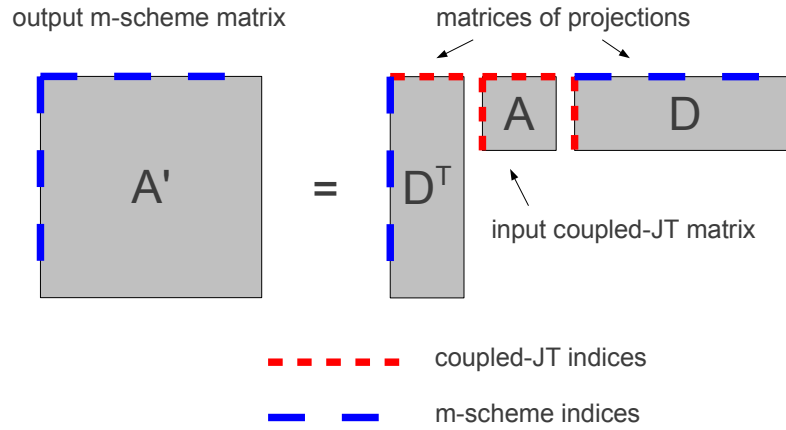 output m-scheme matrix
matrices of projections
A' = D^T A D
input coupled-JT matrix
coupled-JT indices
m-scheme indices